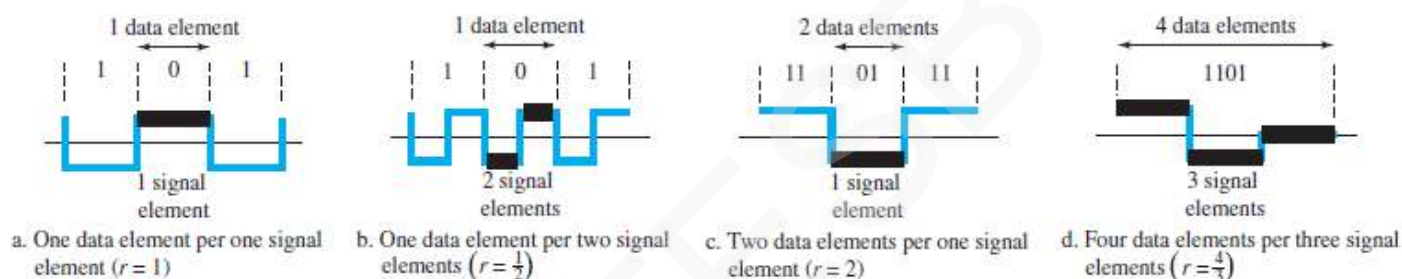 1 data element
1 0 1
1 signal
element
a. One data element per one signal
element (r = 1)
1 data element
1 0 1
2 signal
elements
b. One data element per two signal
elements (r = 1/2)
2 data elements
11 01 11
1 signal
element
c. Two data elements per one signal
element (r = 2)
4 data elements
1101
3 signal
elements
d. Four data elements per three signal
elements (r = 4/3)